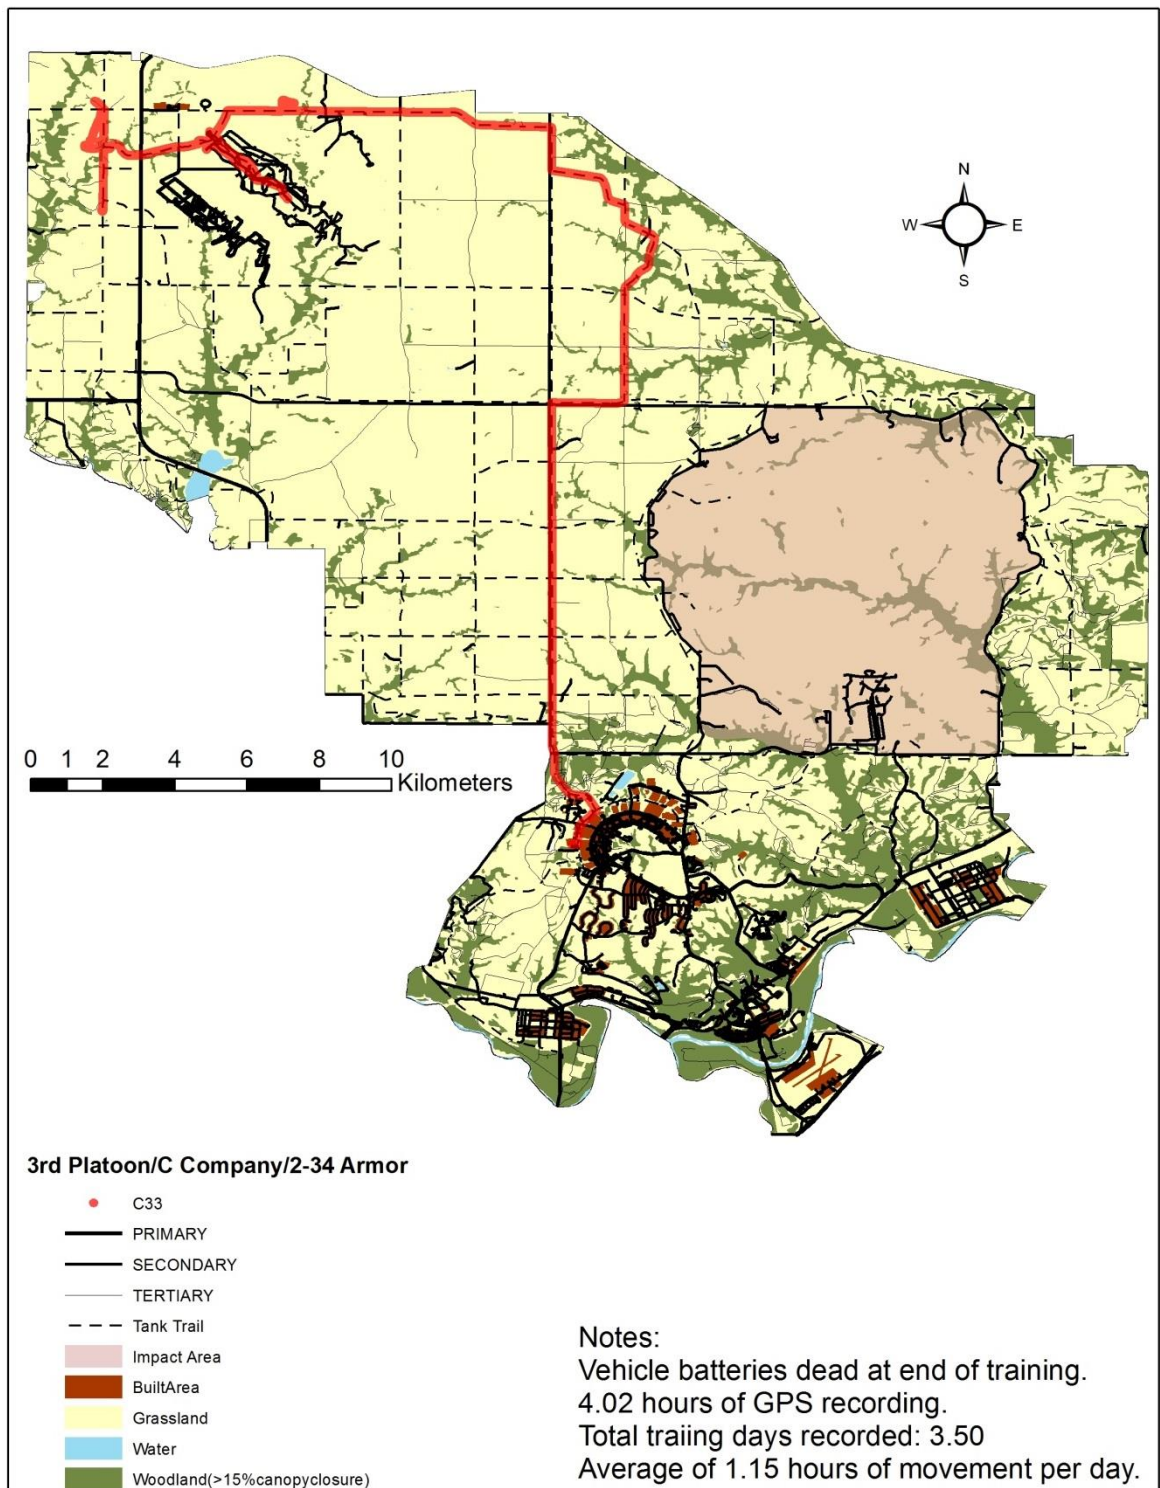 N
W E
S
0 1 2 4 6 8 10
Kilometers
3rd Platoon/C Company/2-34 Armor
C33
PRIMARY
SECONDARY
TERTIARY
Tank Trail
Impact Area
BuiltArea
Grassland
Water
Woodland(>15%canopyclosure)
Notes:
Vehicle batteries dead at end of training.
4.02 hours of GPS recording.
Total traiing days recorded: 3.50
Average of 1.15 hours of movement per day.